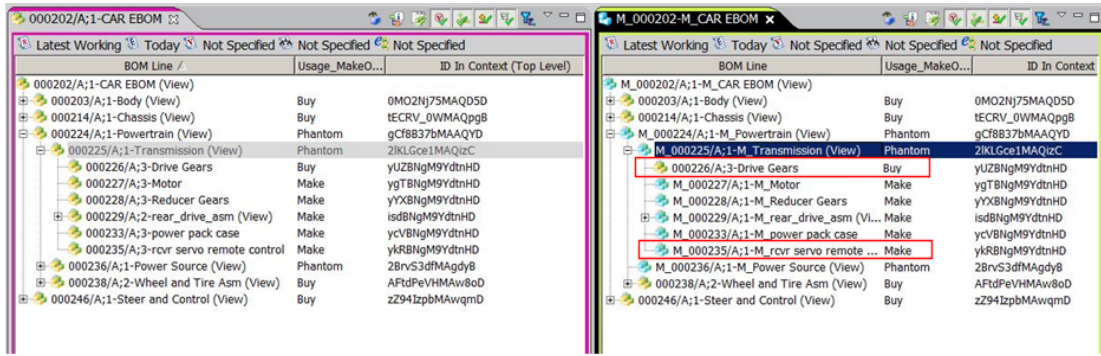 000202/A;1-CAR EBOM
Latest Working Today Not Specified Not Specified Not Specified
BOM Line Usage_MakeO... ID In Context (Top Level)
000202/A;1-CAR EBOM (View)
000203/A;1-Body (View) Buy 0MO2Nj75MAQD5D
000214/A;1-Chassis (View) Buy tECRV_0WMAQpgB
000224/A;1-Powertrain (View) Phantom gCf8B37bMAAQYD
000225/A;1-Transmission (View) Phantom 2lKLGce1MAQizC
000226/A;3-Drive Gears Buy yUZBNgM9YdtnHD
000227/A;3-Motor Make ygTBNgM9YdtnHD
000228/A;3-Reducer Gears Make yYXBNgM9YdtnHD
000229/A;2-rear_drive_asm (View) Make isdBNgM9YdtnHD
000233/A;3-power pack case Make ycVBNgM9YdtnHD
000235/A;3-rcvr servo remote control Make ykRBNgM9YdtnHD
000236/A;1-Power Source (View) Phantom 2BrvS3dfMAgdyB
000238/A;2-Wheel and Tire Asm (View) Buy AFtdPeVHMAw8oD
000246/A;1-Steer and Control (View) Buy zZ94IzpbMAwqmD
M_000202-M_CAR EBOM
Latest Working Today Not Specified Not Specified Not Specified
BOM Line Usage_MakeO... ID In Context
M_000202/A;1-CAR EBOM (View)
000203/A;1-Body (View) Buy 0MO2Nj75MAQD5D
000214/A;1-Chassis (View) Buy tECRV_0WMAQpgB
M_000224/A;1-M_Powertrain (View) Phantom gCf8B37bMAAQYD
M_000225/A;1-M_Transmission (View) Phantom 2lKLGce1MAQizC
000226/A;3-Drive Gears Buy yUZBNgM9YdtnHD
M_000227/A;1-M_Motor Make ygTBNgM9YdtnHD
M_000228/A;1-M_Reducer Gears Make yYXBNgM9YdtnHD
M_000229/A;1-M_rear_drive_asm (Vi... Make isdBNgM9YdtnHD
M_000233/A;1-M_power pack case Make ycVBNgM9YdtnHD
M_000235/A;1-M_rcvr servo remote ... Make ykRBNgM9YdtnHD
M_000236/A;1-M_Power Source (View) Phantom 2BrvS3dfMAgdyB
000238/A;2-Wheel and Tire Asm (View) Buy AFtdPeVHMAw8oD
000246/A;1-Steer and Control (View) Buy zZ94IzpbMAwqmD